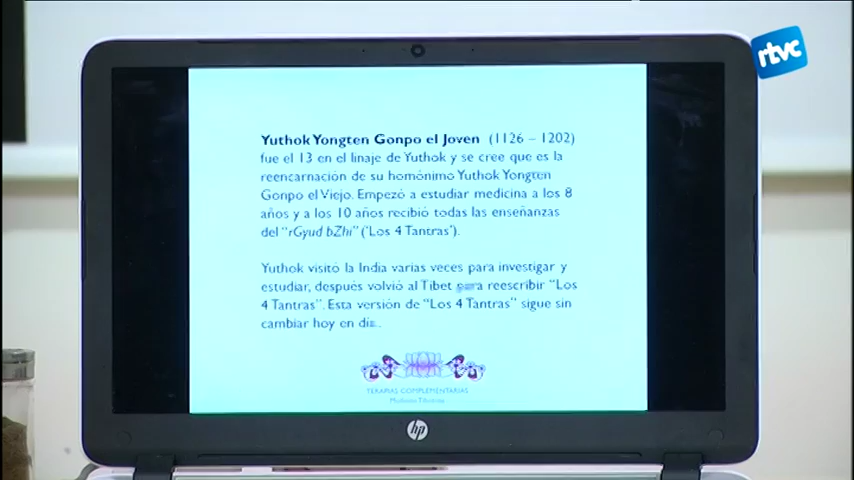 rtvc
Yuthok Yongten Gonpo el Joven (1126 – 1202)
fue el 13 en el linaje de Yuthok y se cree que es la
reencarnación de su homónimo Yuthok Yongten
Gonpo el Viejo. Empezó a estudiar medicina a los 8
años y a los 10 años recibió todas las enseñanzas
del "rGyud bZhi" ('Los 4 Tantras').
Yuthok visitó la India varias veces para investigar y
estudiar, después volvió al Tibet para reescribir "Los
4 Tantras". Esta versión de "Los 4 Tantras" sigue sin
cambiar hoy en día.
TERAPIAS COMPLEMENTARIAS
Medicina Tibetana
hp